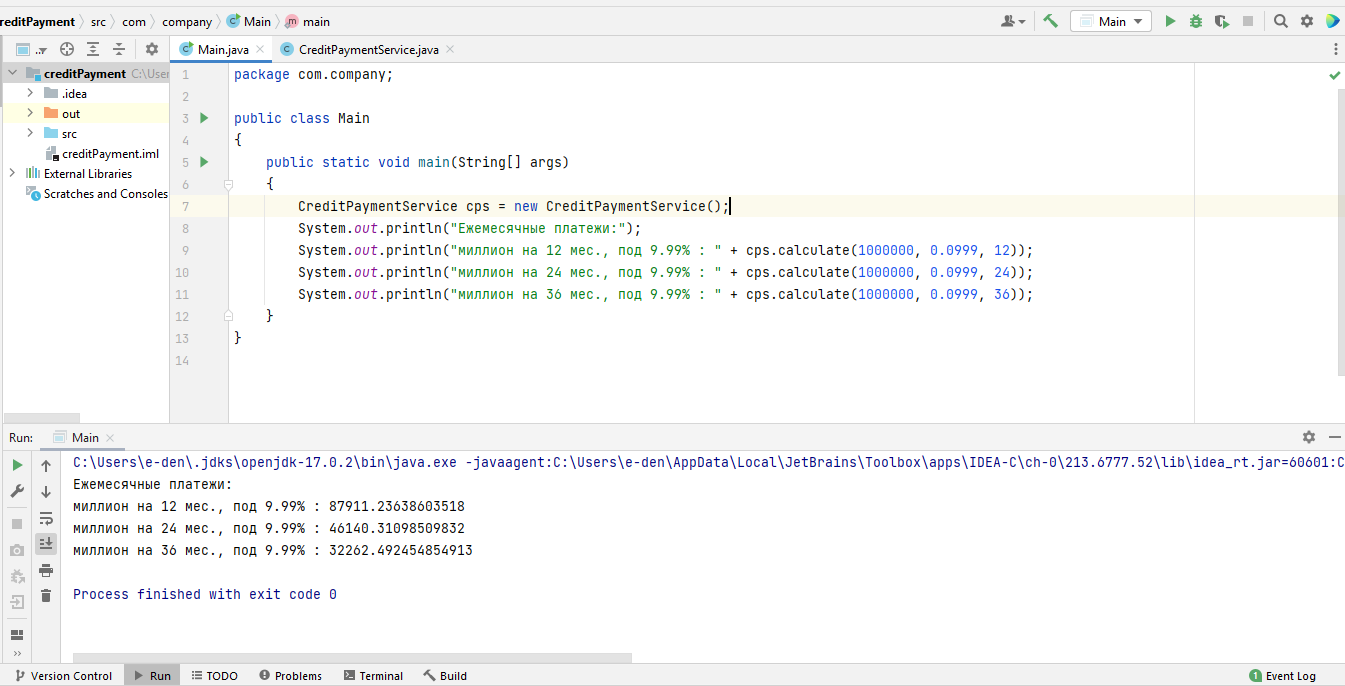 reditPayment src com company Main main Main
Main.java CreditPaymentService.java
creditPayment C:\User
.idea
out
src
creditPayment.iml
External Libraries
Scratches and Consoles
1 package com.company;
2
3 public class Main
4 {
5 public static void main(String[] args)
6 {
7 CreditPaymentService cps = new CreditPaymentService();
8 System.out.println("Ежемесячные платежи:");
9 System.out.println("миллион на 12 мес., под 9.99% : " + cps.calculate(1000000, 0.0999, 12));
10 System.out.println("миллион на 24 мес., под 9.99% : " + cps.calculate(1000000, 0.0999, 24));
11 System.out.println("миллион на 36 мес., под 9.99% : " + cps.calculate(1000000, 0.0999, 36));
12 }
13 }
14
Run: Main
C:\Users\e-den\.jdks\openjdk-17.0.2\bin\java.exe -javaagent:C:\Users\e-den\AppData\Local\JetBrains\Toolbox\apps\IDEA-C\ch-0\213.6777.52\lib\idea_rt.jar=60601:C
Ежемесячные платежи:
миллион на 12 мес., под 9.99% : 87911.23638603518
миллион на 24 мес., под 9.99% : 46140.31098509832
миллион на 36 мес., под 9.99% : 32262.492454854913
Process finished with exit code 0
Version Control Run TODO Problems Terminal Build 1 Event Log